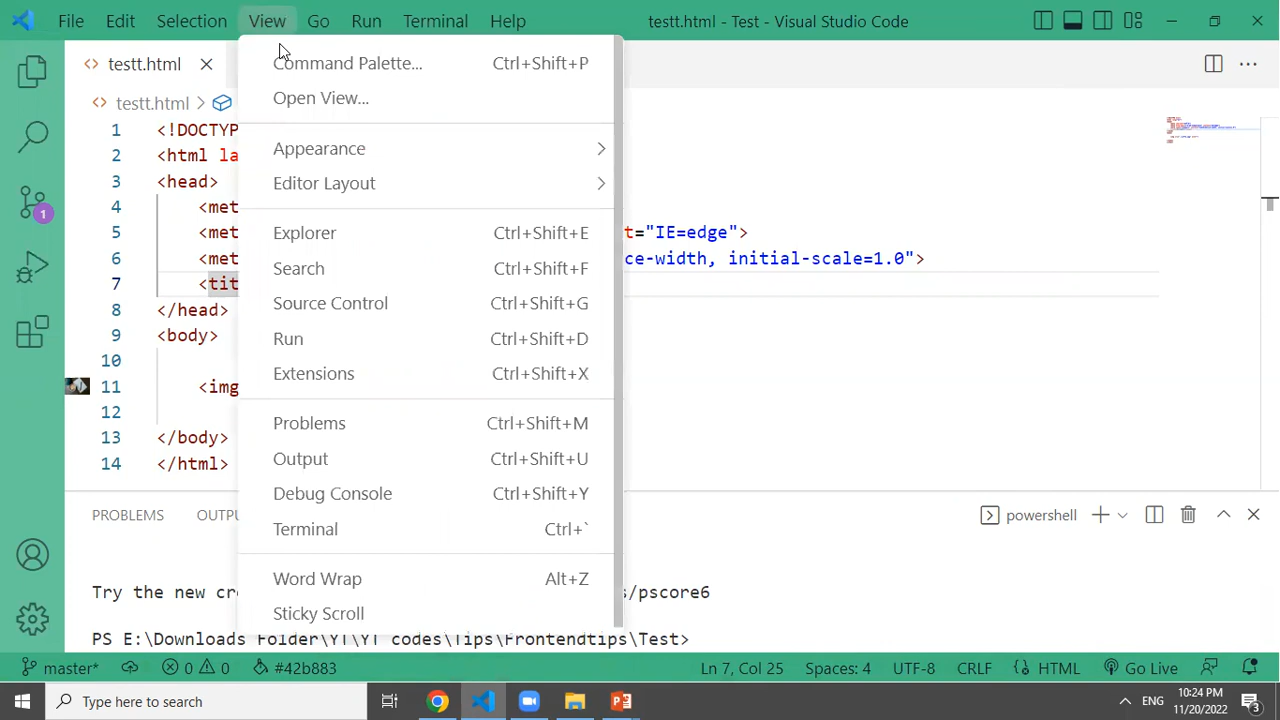 File Edit Selection View Go Run Terminal Help testt.html - Test - Visual Studio Code
testt.html
testt.html >
Command Palette... Ctrl+Shift+P
Open View...
Appearance
Editor Layout
Explorer Ctrl+Shift+E
Search Ctrl+Shift+F
Source Control Ctrl+Shift+G
Run Ctrl+Shift+D
Extensions Ctrl+Shift+X
Problems Ctrl+Shift+M
Output Ctrl+Shift+U
Debug Console Ctrl+Shift+Y
Terminal Ctrl+`
Word Wrap Alt+Z
Sticky Scroll
1 <!DOCTYP
2 <html la
3 <head>
4 <met
5 <met t="IE=edge">
6 <met ce-width, initial-scale=1.0">
7 <tit
8 </head>
9 <body>
10
11 <img
12
13 </body>
14 </html>
1
PROBLEMS OUTPU powershell
Try the new cr s/pscore6
PS E:\Downloads Folder\YT\YT codes\Tips\Frontendtips\Test>
master* 0 0 #42b883 Ln 7, Col 25 Spaces: 4 UTF-8 CRLF HTML Go Live
Type here to search ENG 10:24 PM
11/20/2022 3